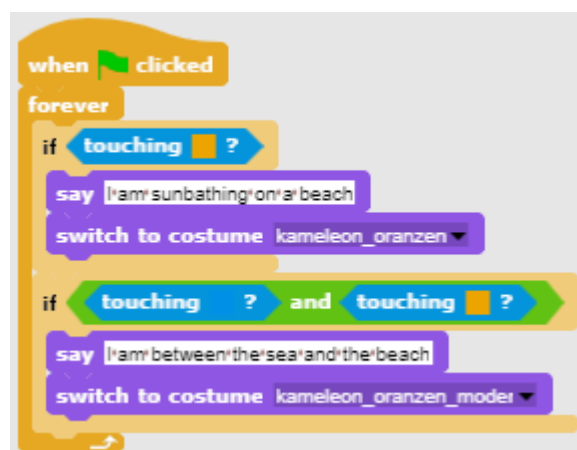 when clicked
forever
if touching ?
say I am sunbathing on a beach
switch to costume kameleon_oranzen
if touching ? and touching ?
say I am between the sea and the beach
switch to costume kameleon_oranzen_moder